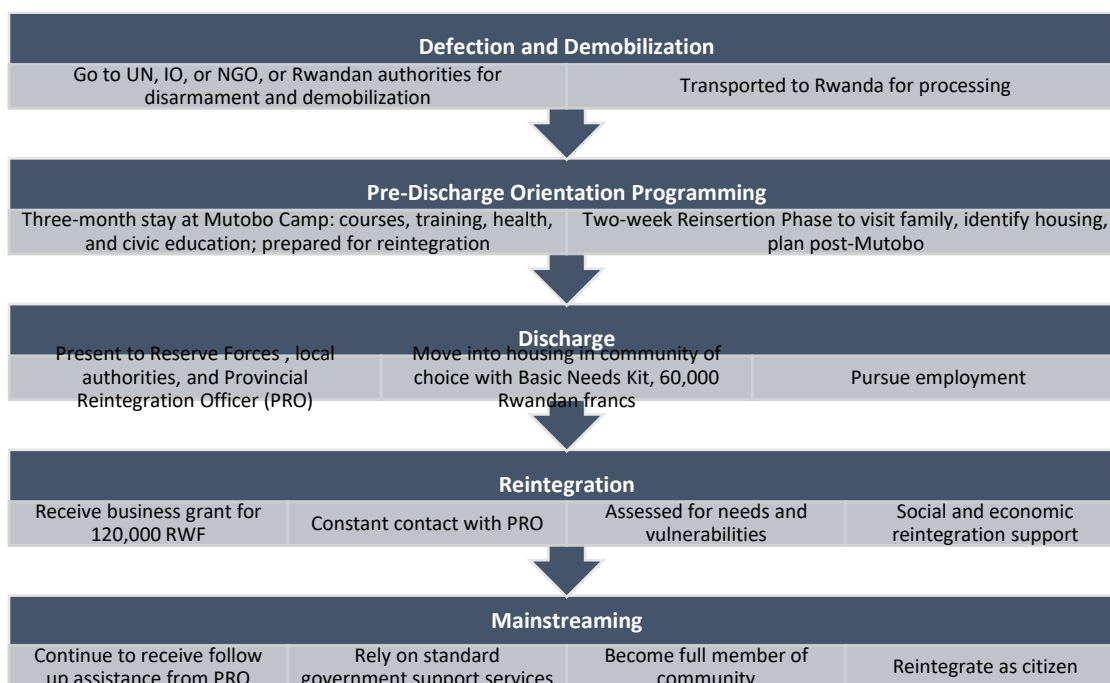 Defection and Demobilization
Go to UN, IO, or NGO, or Rwandan authorities for
disarmament and demobilization
Transported to Rwanda for processing
Pre-Discharge Orientation Programming
Three-month stay at Mutobo Camp: courses, training, health,
and civic education; prepared for reintegration
Two-week Reinsertion Phase to visit family, identify housing,
plan post-Mutobo
Discharge
Present to Reserve Forces , local
authorities, and Provincial
Reintegration Officer (PRO)
Move into housing in community of
choice with Basic Needs Kit, 60,000
Rwandan francs
Pursue employment
Reintegration
Receive business grant for
120,000 RWF
Constant contact with PRO
Assessed for needs and
vulnerabilities
Social and economic
reintegration support
Mainstreaming
Continue to receive follow
up assistance from PRO
Rely on standard
government support services
Become full member of
community
Reintegrate as citizen